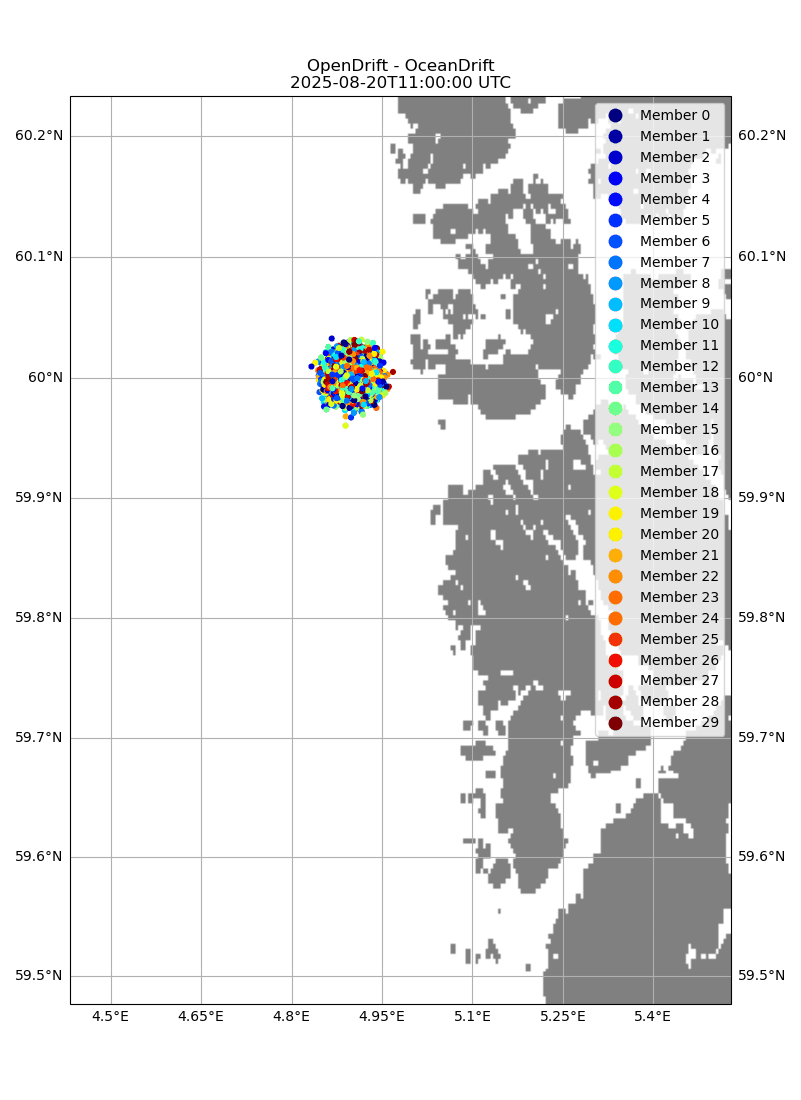 OpenDrift - OceanDrift
2025-08-20T11:00:00 UTC
60.2°N
60.1°N
60°N
59.9°N
59.8°N
59.7°N
59.6°N
59.5°N
Member 0
Member 1
Member 2
Member 3
Member 4
Member 5
Member 6
Member 7
Member 8
Member 9
Member 10
Member 11
Member 12
Member 13
Member 14
Member 15
Member 16
Member 17
Member 18
Member 19
Member 20
Member 21
Member 22
Member 23
Member 24
Member 25
Member 26
Member 27
Member 28
Member 29
60.2°N
60.1°N
60°N
59.9°N
59.8°N
59.7°N
59.6°N
59.5°N
4.5°E
4.65°E
4.8°E
4.95°E
5.1°E
5.25°E
5.4°E